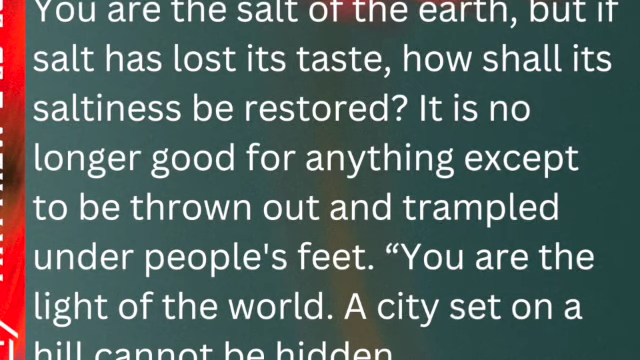 You are the salt of the earth, but if
salt has lost its taste, how shall its
saltiness be restored? It is no
longer good for anything except
to be thrown out and trampled
under people's feet. “You are the
light of the world. A city set on a
hill cannot be hidden